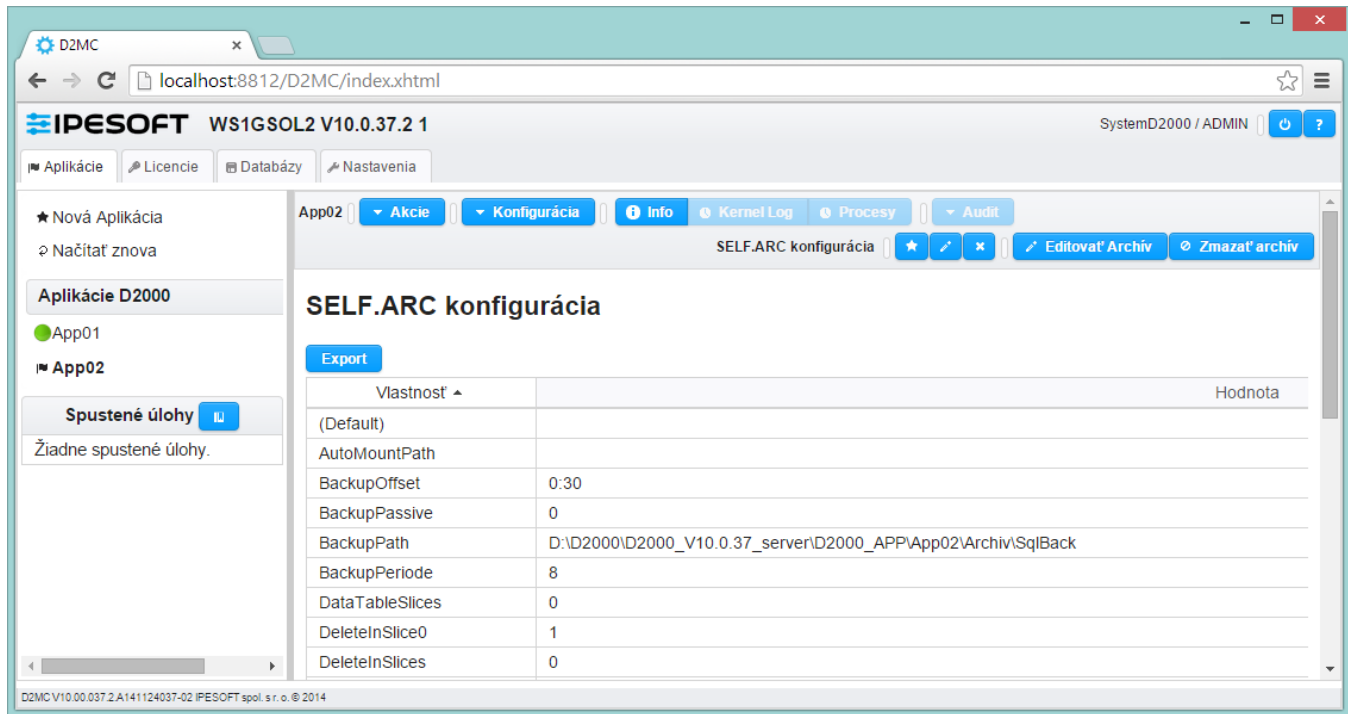 D2MC
localhost:8812/D2MC/index.xhtml
IPESOFT WS1GSOL2 V10.0.37.2 1
SystemD2000 / ADMIN ?
Aplikácie Licencie Databázy Nastavenia
Nová Aplikácia
Načítať znova
Aplikácie D2000
App01
App02
Spustené úlohy
Žiadne spustené úlohy.
App02 Akcie Konfigurácia Info Kernel Log Procesy Audit
SELF.ARC konfigurácia Editovať Archív Zmazať archív
SELF.ARC konfigurácia
Export
Vlastnosť Hodnota
(Default)
AutoMountPath
BackupOffset 0:30
BackupPassive 0
BackupPath D:\D2000\D2000_V10.0.37_server\D2000_APP\App02\Archiv\SqlBack
BackupPeriode 8
DataTableSlices 0
DeleteInSlice0 1
DeleteInSlices 0
D2MC V10.00.037.2.A141124037-02 IPESOFT spol. s r. o. © 2014